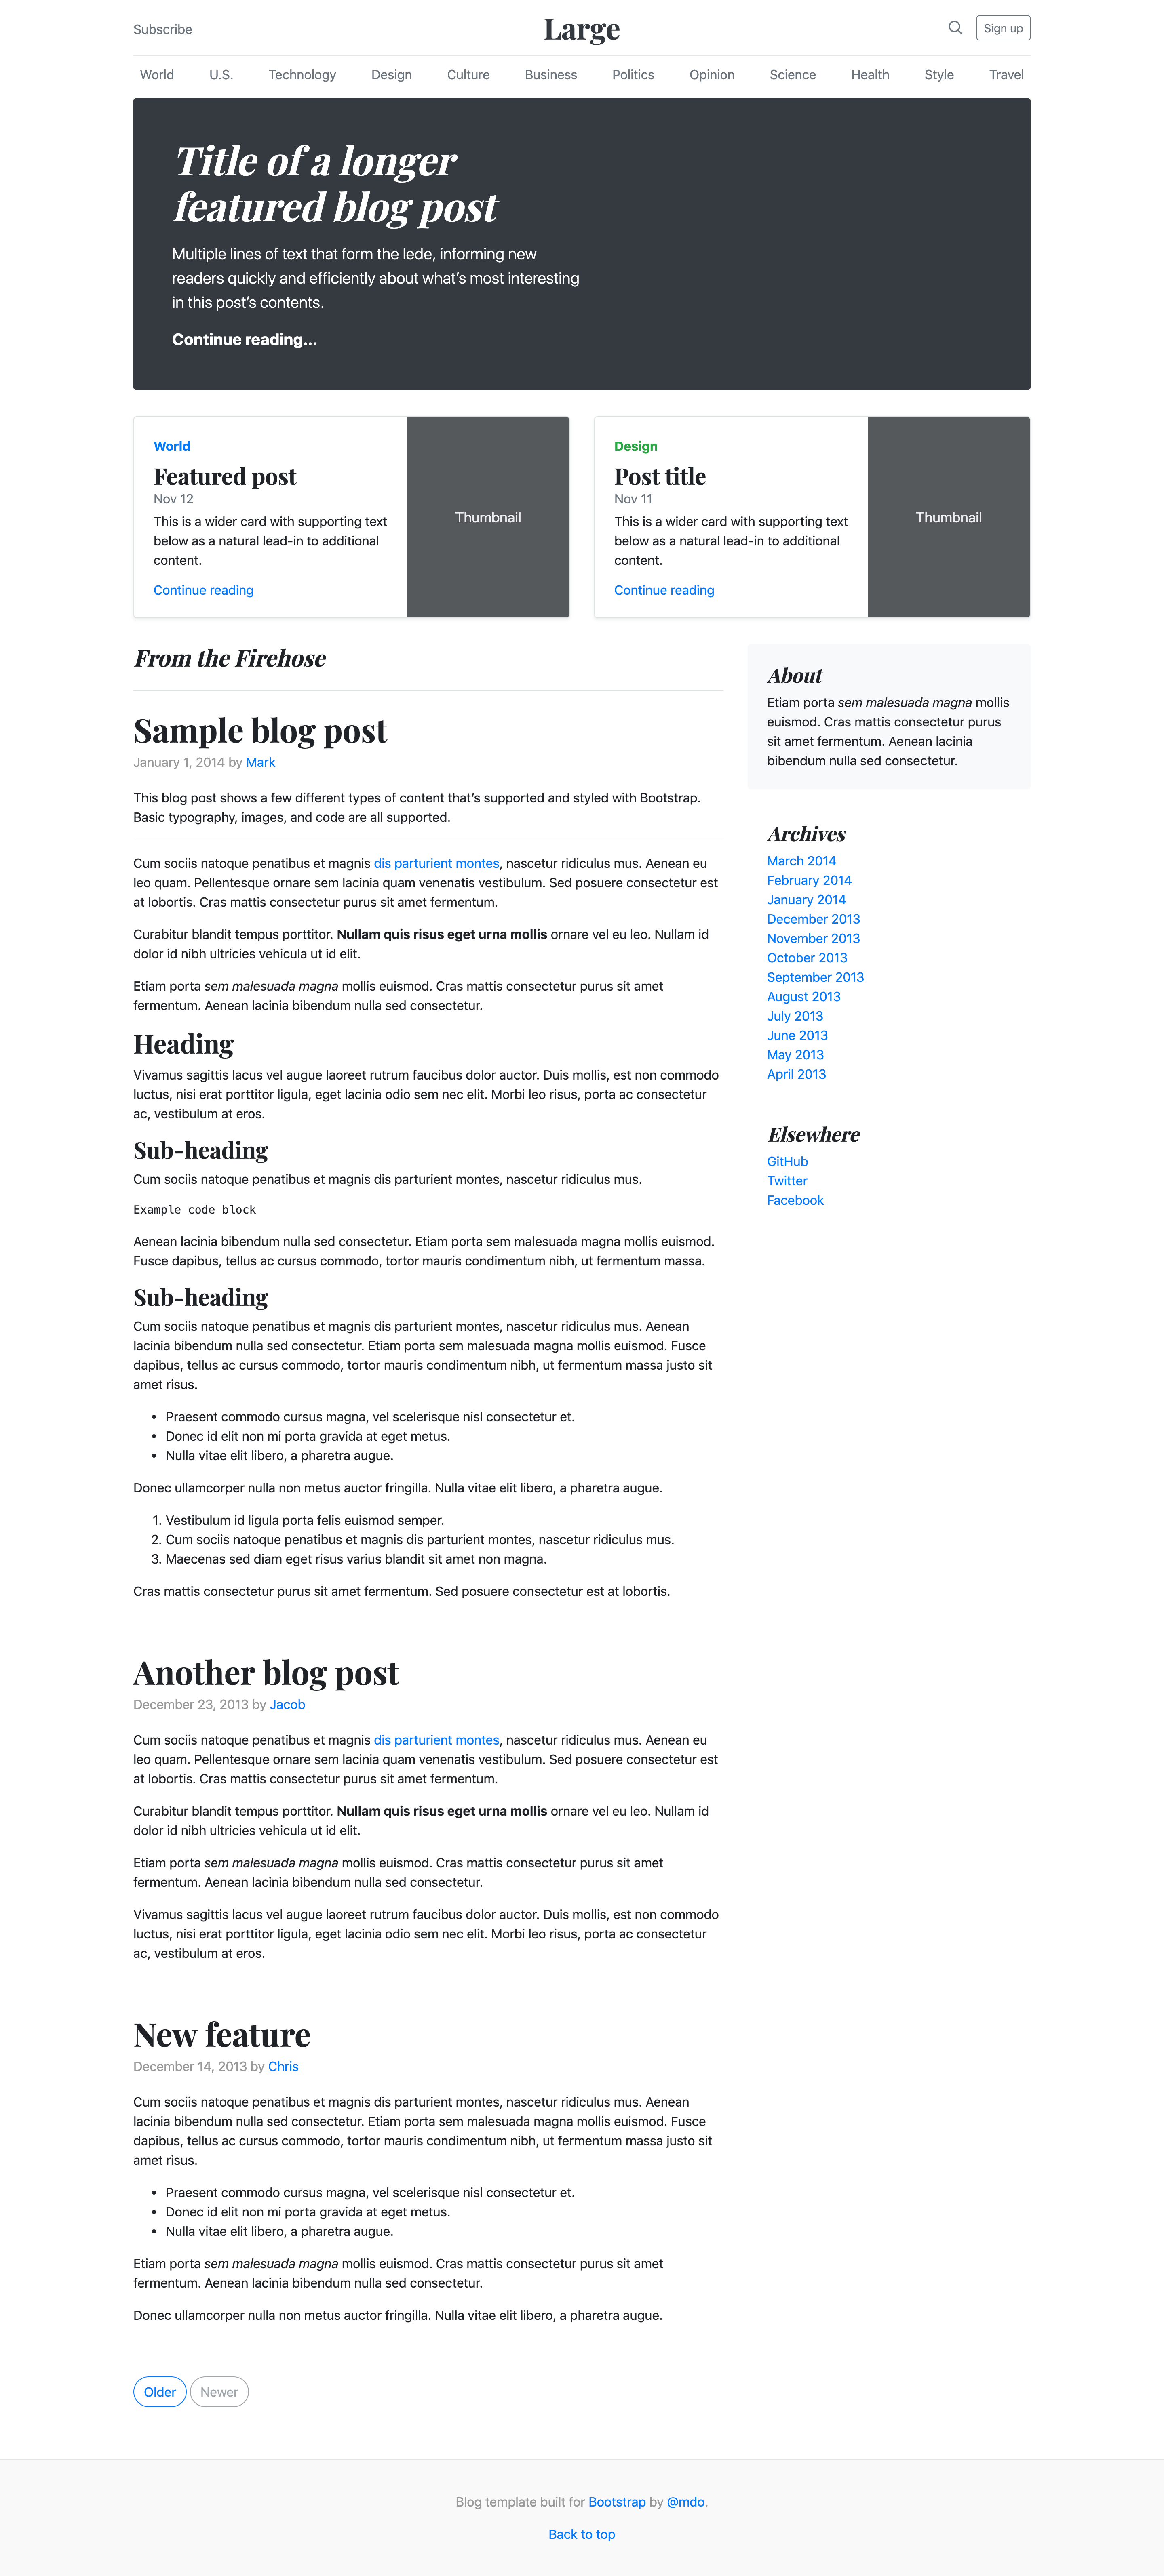 Subscribe
Large
Sign up
World U.S. Technology Design Culture Business Politics Opinion Science Health Style Travel
Title of a longer
featured blog post
Multiple lines of text that form the lede, informing new
readers quickly and efficiently about what’s most interesting
in this post’s contents.
Continue reading...
World
Featured post
Nov 12
This is a wider card with supporting text
below as a natural lead-in to additional
content.
Continue reading
Thumbnail
Design
Post title
Nov 11
This is a wider card with supporting text
below as a natural lead-in to additional
content.
Continue reading
Thumbnail
From the Firehose
Sample blog post
January 1, 2014 by Mark
This blog post shows a few different types of content that’s supported and styled with Bootstrap.
Basic typography, images, and code are all supported.
Cum sociis natoque penatibus et magnis dis parturient montes, nascetur ridiculus mus. Aenean eu
leo quam. Pellentesque ornare sem lacinia quam venenatis vestibulum. Sed posuere consectetur est
at lobortis. Cras mattis consectetur purus sit amet fermentum.
Curabitur blandit tempus porttitor. Nullam quis risus eget urna mollis ornare vel eu leo. Nullam id
dolor id nibh ultricies vehicula ut id elit.
Etiam porta sem malesuada magna mollis euismod. Cras mattis consectetur purus sit amet
fermentum. Aenean lacinia bibendum nulla sed consectetur.
Heading
Vivamus sagittis lacus vel augue laoreet rutrum faucibus dolor auctor. Duis mollis, est non commodo
luctus, nisi erat porttitor ligula, eget lacinia odio sem nec elit. Morbi leo risus, porta ac consectetur
ac, vestibulum at eros.
Sub-heading
Cum sociis natoque penatibus et magnis dis parturient montes, nascetur ridiculus mus.
Example code block
Aenean lacinia bibendum nulla sed consectetur. Etiam porta sem malesuada magna mollis euismod.
Fusce dapibus, tellus ac cursus commodo, tortor mauris condimentum nibh, ut fermentum massa.
Sub-heading
Cum sociis natoque penatibus et magnis dis parturient montes, nascetur ridiculus mus. Aenean
lacinia bibendum nulla sed consectetur. Etiam porta sem malesuada magna mollis euismod. Fusce
dapibus, tellus ac cursus commodo, tortor mauris condimentum nibh, ut fermentum massa justo sit
amet risus.
• Praesent commodo cursus magna, vel scelerisque nisl consectetur et.
• Donec id elit non mi porta gravida at eget metus.
• Nulla vitae elit libero, a pharetra augue.
Donec ullamcorper nulla non metus auctor fringilla. Nulla vitae elit libero, a pharetra augue.
1. Vestibulum id ligula porta felis euismod semper.
2. Cum sociis natoque penatibus et magnis dis parturient montes, nascetur ridiculus mus.
3. Maecenas sed diam eget risus varius blandit sit amet non magna.
Cras mattis consectetur purus sit amet fermentum. Sed posuere consectetur est at lobortis.
Another blog post
December 23, 2013 by Jacob
Cum sociis natoque penatibus et magnis dis parturient montes, nascetur ridiculus mus. Aenean eu
leo quam. Pellentesque ornare sem lacinia quam venenatis vestibulum. Sed posuere consectetur est
at lobortis. Cras mattis consectetur purus sit amet fermentum.
Curabitur blandit tempus porttitor. Nullam quis risus eget urna mollis ornare vel eu leo. Nullam id
dolor id nibh ultricies vehicula ut id elit.
Etiam porta sem malesuada magna mollis euismod. Cras mattis consectetur purus sit amet
fermentum. Aenean lacinia bibendum nulla sed consectetur.
Vivamus sagittis lacus vel augue laoreet rutrum faucibus dolor auctor. Duis mollis, est non commodo
luctus, nisi erat porttitor ligula, eget lacinia odio sem nec elit. Morbi leo risus, porta ac consectetur
ac, vestibulum at eros.
New feature
December 14, 2013 by Chris
Cum sociis natoque penatibus et magnis dis parturient montes, nascetur ridiculus mus. Aenean
lacinia bibendum nulla sed consectetur. Etiam porta sem malesuada magna mollis euismod. Fusce
dapibus, tellus ac cursus commodo, tortor mauris condimentum nibh, ut fermentum massa justo sit
amet risus.
• Praesent commodo cursus magna, vel scelerisque nisl consectetur et.
• Donec id elit non mi porta gravida at eget metus.
• Nulla vitae elit libero, a pharetra augue.
Etiam porta sem malesuada magna mollis euismod. Cras mattis consectetur purus sit amet
fermentum. Aenean lacinia bibendum nulla sed consectetur.
Donec ullamcorper nulla non metus auctor fringilla. Nulla vitae elit libero, a pharetra augue.
Older Newer
About
Etiam porta sem malesuada magna mollis
euismod. Cras mattis consectetur purus
sit amet fermentum. Aenean lacinia
bibendum nulla sed consectetur.
Archives
March 2014
February 2014
January 2014
December 2013
November 2013
October 2013
September 2013
August 2013
July 2013
June 2013
May 2013
April 2013
Elsewhere
GitHub
Twitter
Facebook
Blog template built for Bootstrap by @mdo.
Back to top